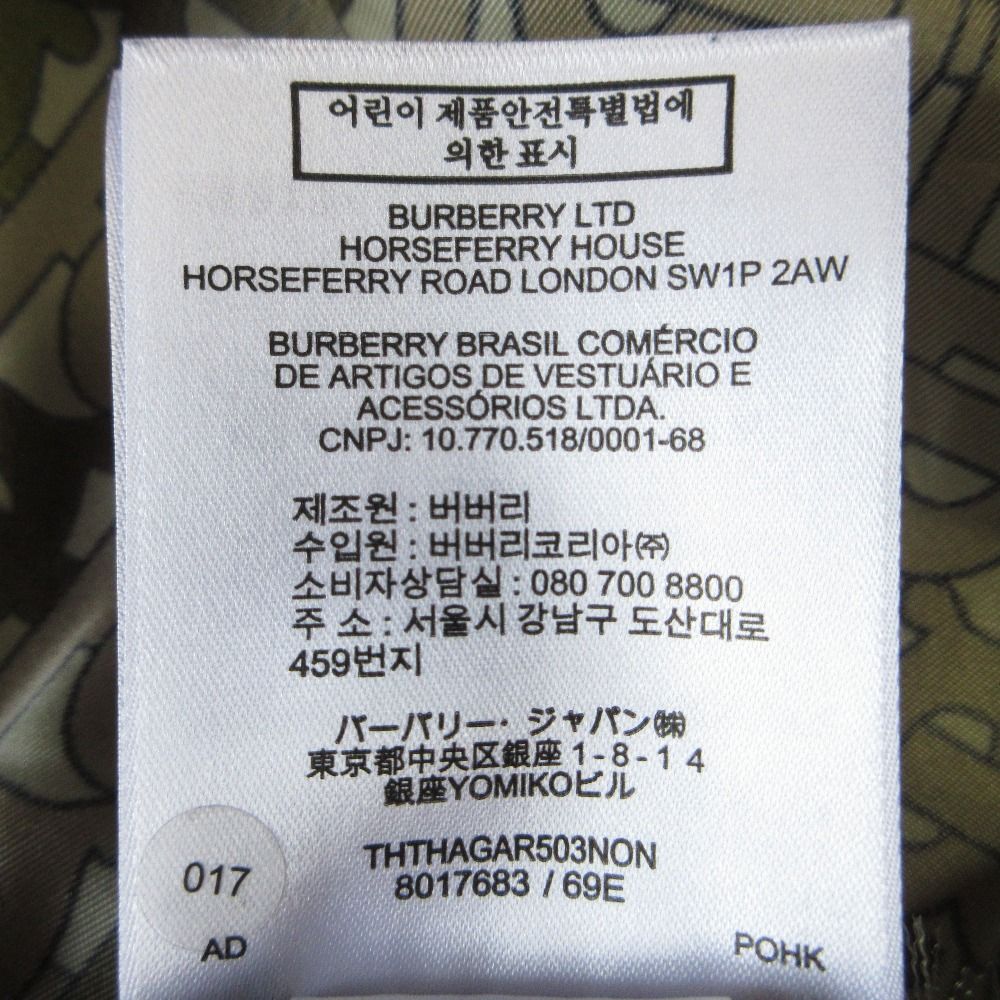 어린이 제품안전특별법에
의한 표시
BURBERRY LTD
HORSEFERRY HOUSE
HORSEFERRY ROAD LONDON SW1P 2AW
BURBERRY BRASIL COMÉRCIO
DE ARTIGOS DE VESTUÁRIO E
ACESSÓRIOS LTDA.
CNPJ: 10.770.518/0001-68
제조원 : 버버리
수입원 : 버버리코리아㈜
소비자상담실 : 080 700 8800
주 소 : 서울시 강남구 도산대로
459번지
バーバリー・ジャパン㈱
東京都中央区銀座 1-8-1 4
銀座YOMIKOビル
THTHAGAR503NON
8017683 / 69E
017
AD
POHK